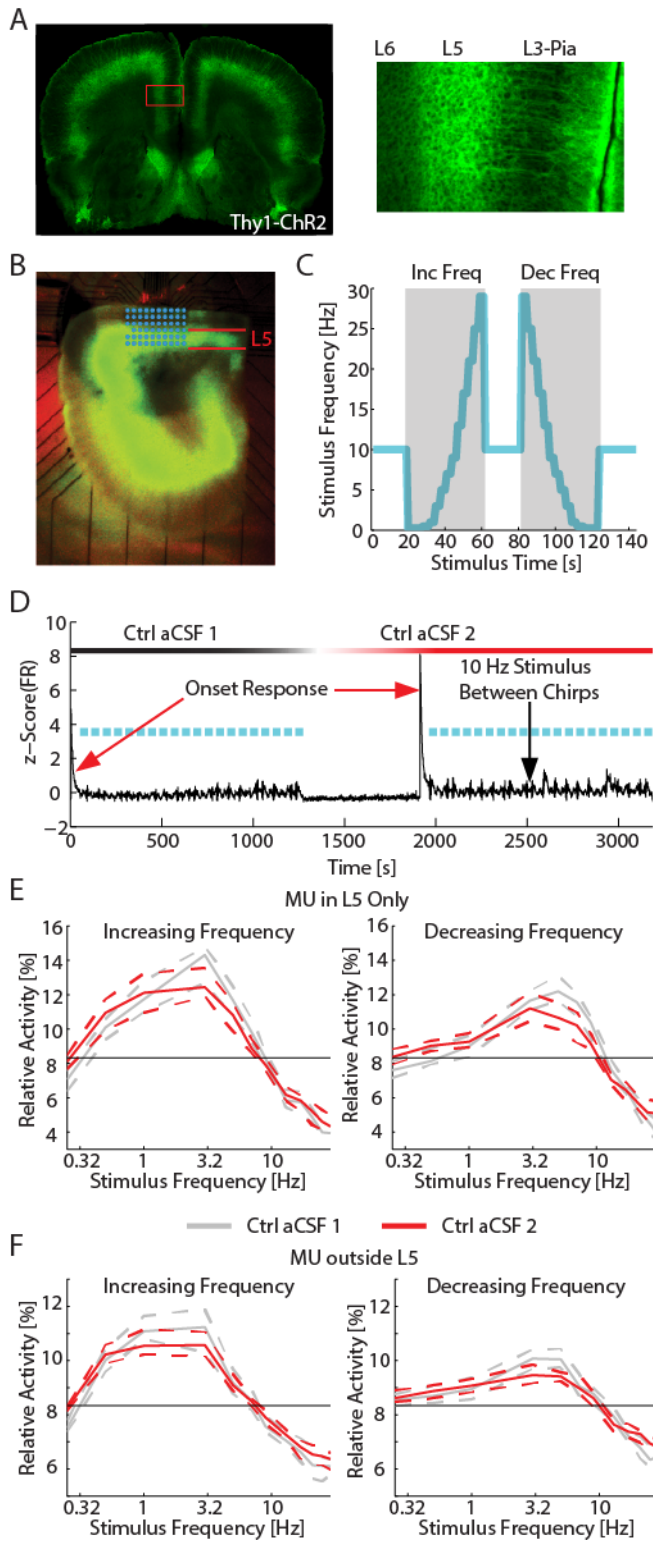 A
L6 L5 L3-Pia
Thy1-ChR2
B
L5
C
Inc Freq Dec Freq
Stimulus Frequency [Hz]
30
25
20
15
10
5
0
0 20 40 60 80 100 120 140
Stimulus Time [s]
D
Ctrl aCSF 1 Ctrl aCSF 2
z-Score(FR)
10
8
6
4
2
0
−2
Onset Response
10 Hz Stimulus
Between Chirps
0 500 1000 1500 2000 2500 3000
Time [s]
E
MU in L5 Only
Increasing Frequency
Relative Activity [%]
16
14
12
10
8
6
4
0.32 1 3.2 10
Stimulus Frequency [Hz]
Decreasing Frequency
Relative Activity [%]
14
12
10
8
6
4
0.32 1 3.2 10
Stimulus Frequency [Hz]
Ctrl aCSF 1 Ctrl aCSF 2
F
MU outside L5
Increasing Frequency
Relative Activity [%]
12
10
8
6
0.32 1 3.2 10
Stimulus Frequency [Hz]
Decreasing Frequency
Relative Activity [%]
12
10
8
6
0.32 1 3.2 10
Stimulus Frequency [Hz]